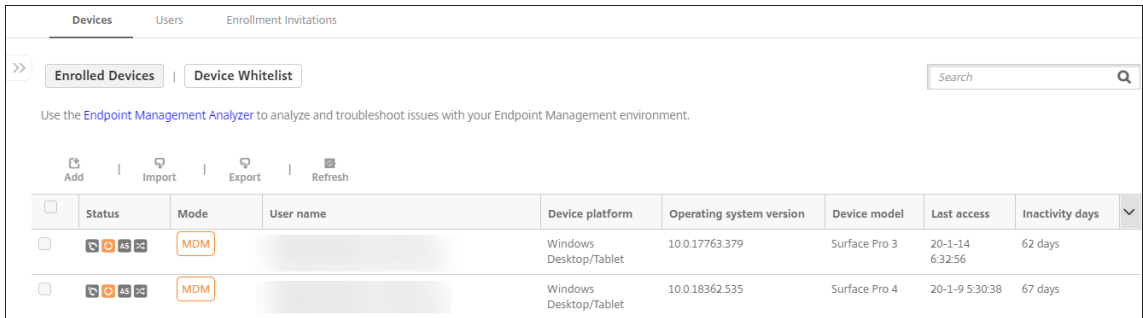 Devices Users Enrollment Invitations
Enrolled Devices | Device Whitelist Search
Use the Endpoint Management Analyzer to analyze and troubleshoot issues with your Endpoint Management environment.
Add | Import | Export | Refresh
Status Mode User name Device platform Operating system version Device model Last access Inactivity days
AS MDM Windows Desktop/Tablet 10.0.17763.379 Surface Pro 3 20-1-14 6:32:56 62 days
AS MDM Windows Desktop/Tablet 10.0.18362.535 Surface Pro 4 20-1-9 5:30:38 67 days